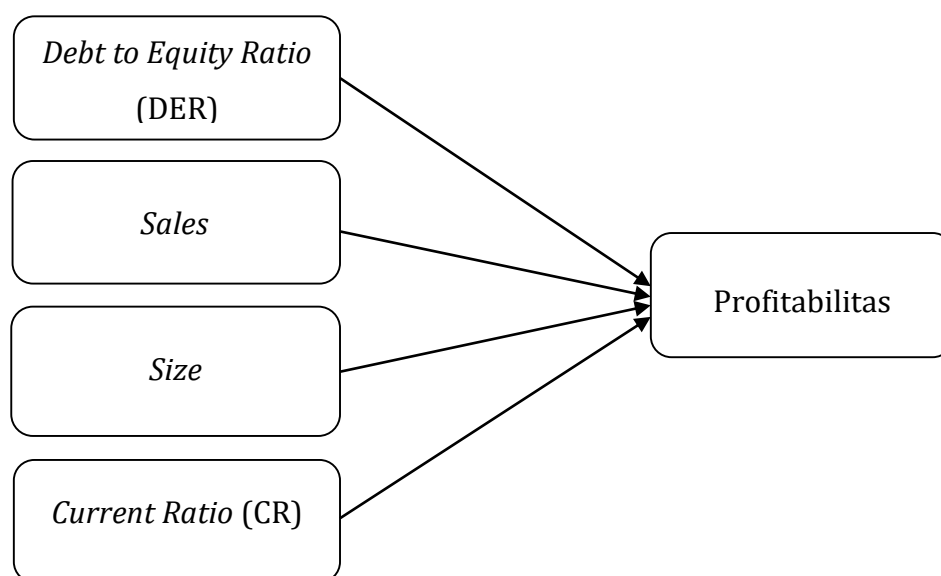 Debt to Equity Ratio
(DER)
Sales
Size
Current Ratio (CR)
Profitabilitas